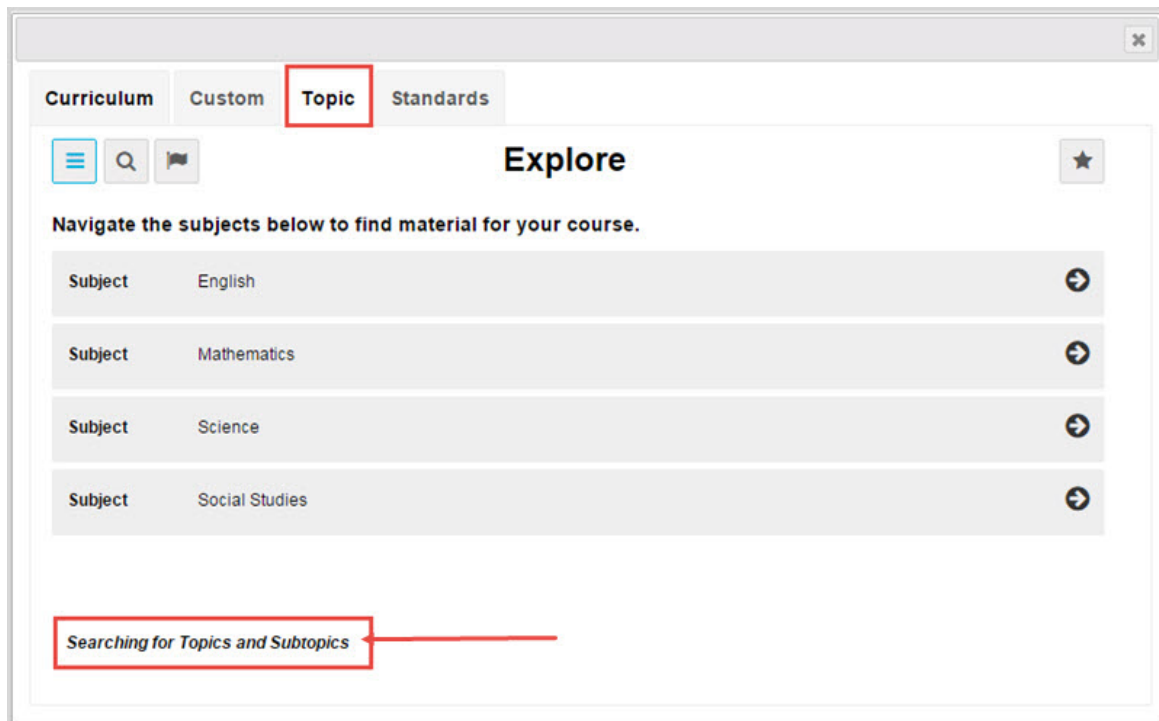 Curriculum Custom Topic Standards
Explore
Navigate the subjects below to find material for your course.
Subject English
Subject Mathematics
Subject Science
Subject Social Studies
Searching for Topics and Subtopics